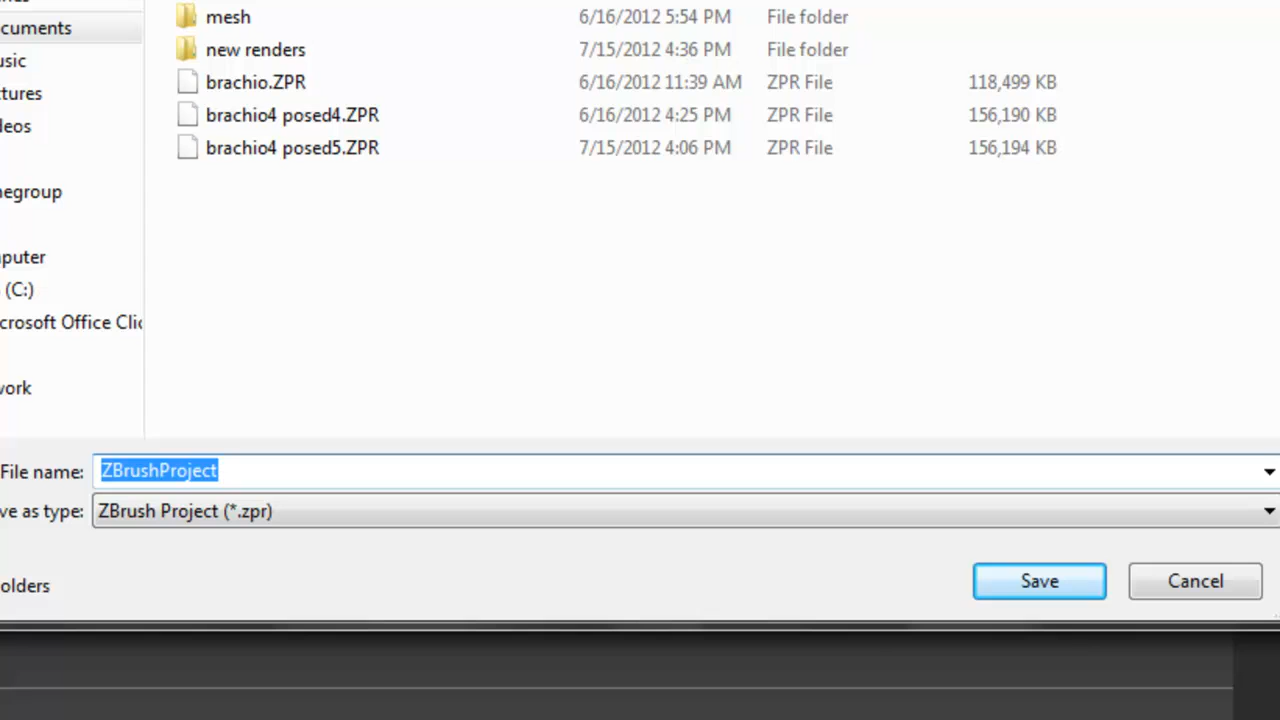 cuments
usic
tures
deos
negroup
nputer
(C:)
crosoft Office Clic
work
mesh 6/16/2012 5:54 PM File folder
new renders 7/15/2012 4:36 PM File folder
brachio.ZPR 6/16/2012 11:39 AM ZPR File 118,499 KB
brachio4 posed4.ZPR 6/16/2012 4:25 PM ZPR File 156,190 KB
brachio4 posed5.ZPR 7/15/2012 4:06 PM ZPR File 156,194 KB
File name: ZBrushProject
ve as type: ZBrush Project (*.zpr)
olders
Save Cancel